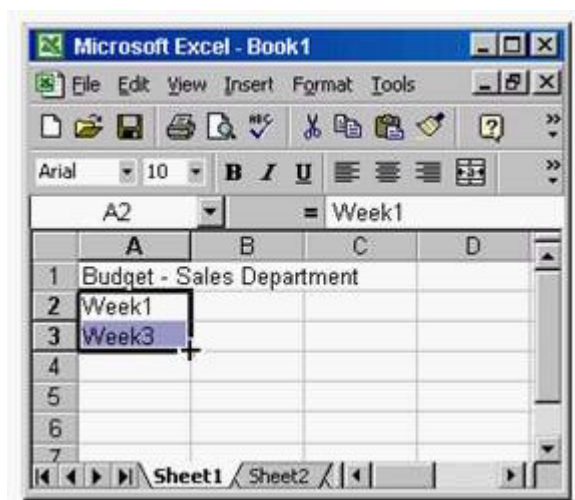 Microsoft Excel - Book1
File Edit View Insert Format Tools
ABC ?
Arial 10 B I U
A2 = Week1
A B C D
1 Budget - Sales Department
2 Week1
3 Week3
4
5
6
7
Sheet1 Sheet2